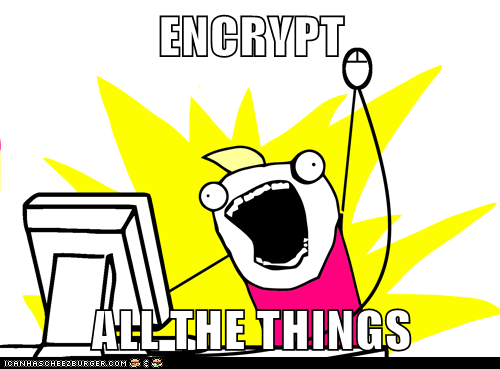 ENCRYPT
ALL THE THINGS
ICANHASCHEEZBURGER.COM